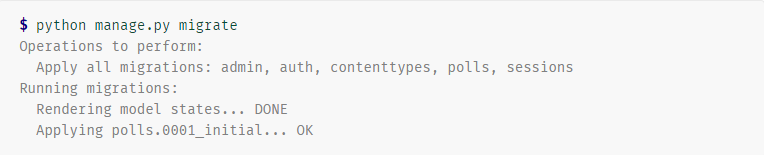 $ python manage.py migrate
Operations to perform:
  Apply all migrations: admin, auth, contenttypes, polls, sessions
Running migrations:
  Rendering model states... DONE
  Applying polls.0001_initial... OK